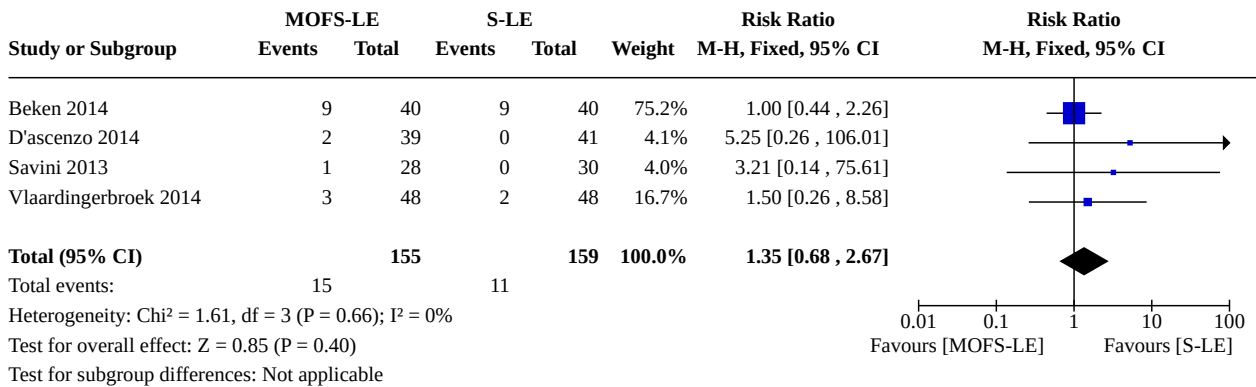 MOFS-LE S-LE Risk Ratio Risk Ratio
Study or Subgroup Events Total Events Total Weight M-H, Fixed, 95% CI M-H, Fixed, 95% CI
Beken 2014 9 40 9 40 75.2% 1.00 [0.44 , 2.26]
D'ascenzo 2014 2 39 0 41 4.1% 5.25 [0.26 , 106.01]
Savini 2013 1 28 0 30 4.0% 3.21 [0.14 , 75.61]
Vlaardingerbroek 2014 3 48 2 48 16.7% 1.50 [0.26 , 8.58]
Total (95% CI) 155 159 100.0% 1.35 [0.68 , 2.67]
Total events: 15 11
Heterogeneity: Chi² = 1.61, df = 3 (P = 0.66); I² = 0%
0.01 0.1 1 10 100
Test for overall effect: Z = 0.85 (P = 0.40) Favours [MOFS-LE] Favours [S-LE]
Test for subgroup differences: Not applicable